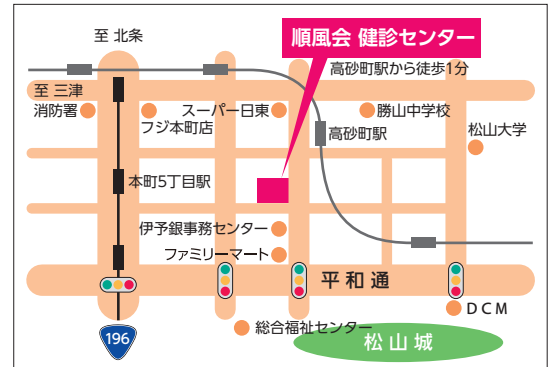 至 北条
順風会 健診センター
高砂町駅から徒歩1分
至 三津
消防署
フジ本町店
スーパー日東
勝山中学校
高砂町駅
松山大学
本町5丁目駅
伊予銀事務センター
ファミリーマート
平和通
DCM
196
総合福祉センター
松山城